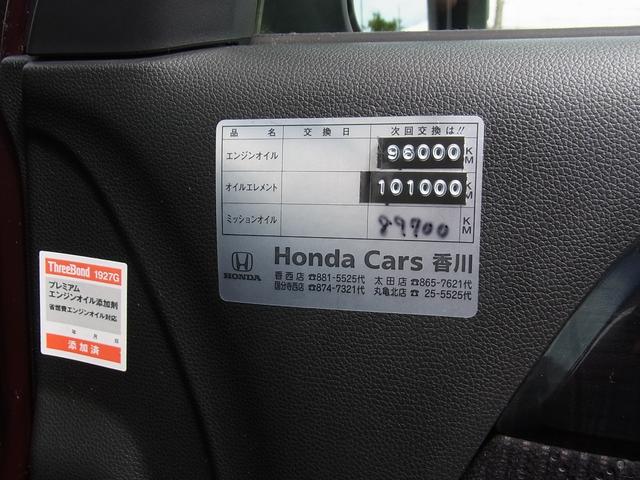 品名 交換日 次回交換は!!
エンジンオイル 96000 KM
オイルエレメント 101000 KM
ミッションオイル 89700 KM
HONDA
Honda Cars 香川
香西店☎881-5525代 太田店☎865-7621代
国分寺西店☎874-7321代 丸亀北店☎25-5525代
ThreeBond 1927G
プレミアム
エンジンオイル添加剤
省燃費エンジンオイル対応
年 月 日
添加済